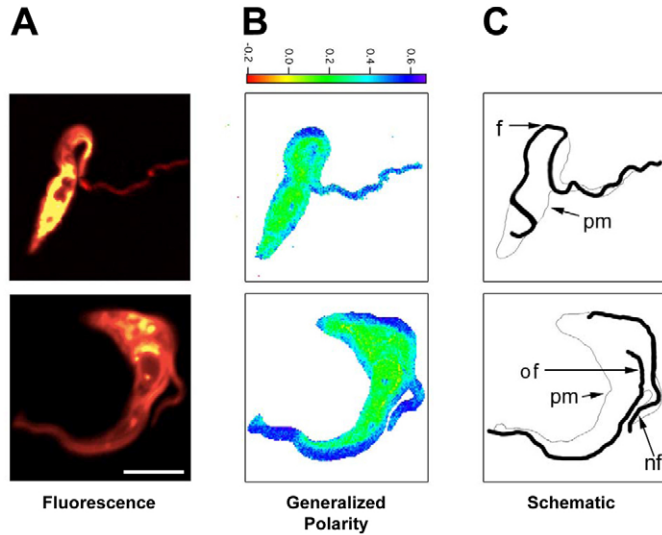 A
B
C
-0.2
0.0
0.2
0.4
0.6
f
pm
of
pm
nf
Fluorescence
Generalized
Polarity
Schematic